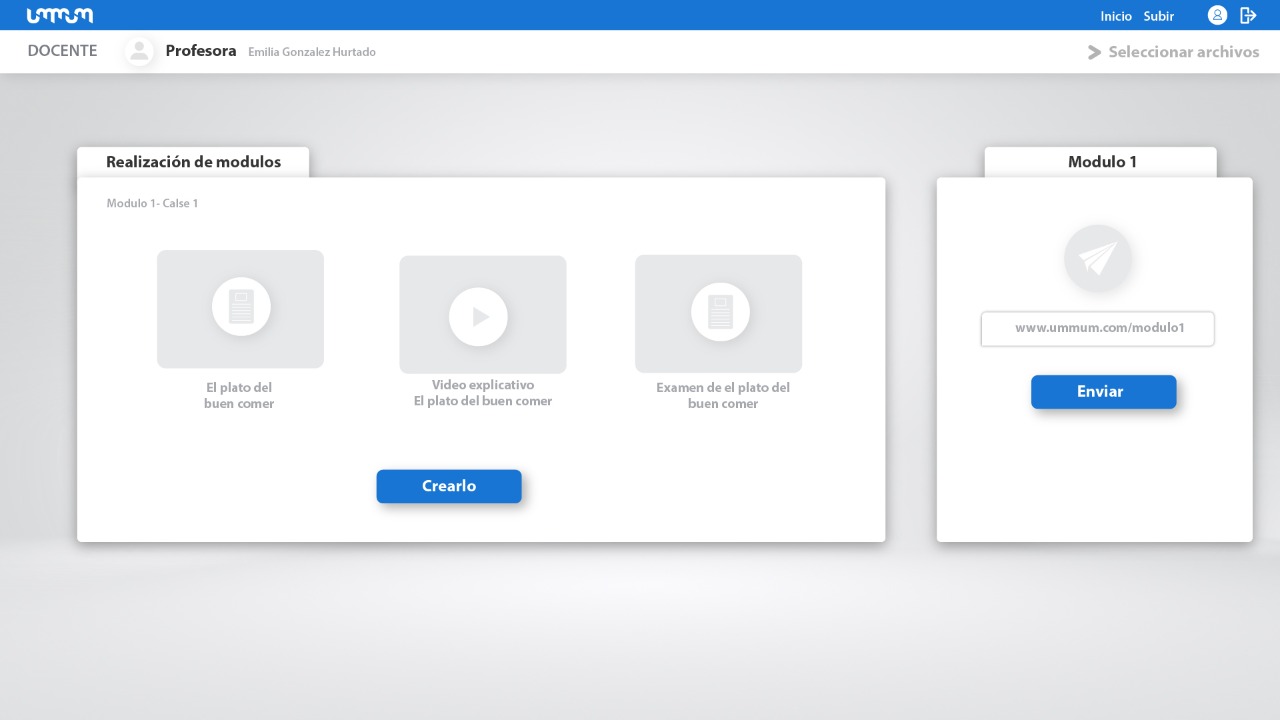 ummum
Inicio Subir
DOCENTE Profesora Emilia Gonzalez Hurtado
Seleccionar archivos
Realización de modulos
Modulo 1- Calse 1
El plato del
buen comer
Video explicativo
El plato del buen comer
Examen de el plato del
buen comer
Crearlo
Modulo 1
www.ummum.com/modulo1
Enviar